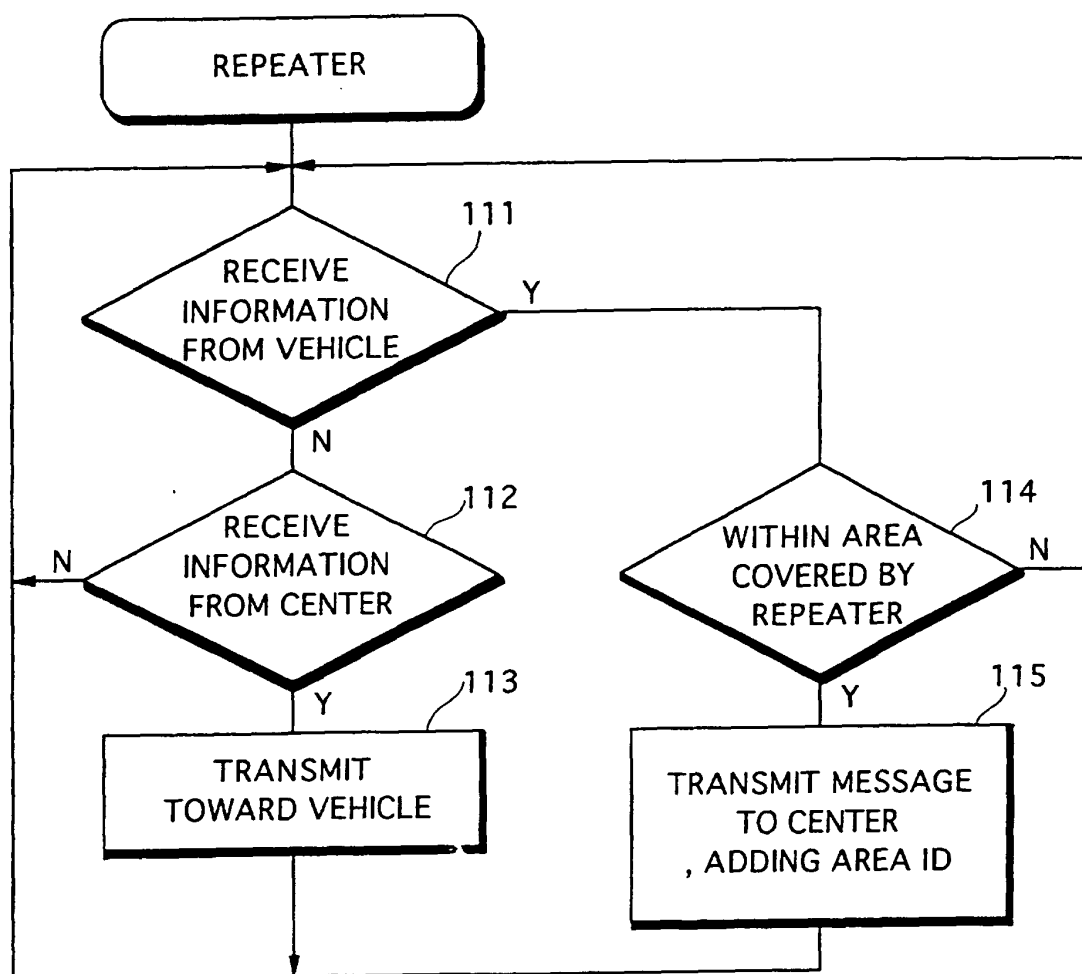 REPEATER
111
RECEIVE
INFORMATION
FROM VEHICLE
Y
N
112
RECEIVE
INFORMATION
FROM CENTER
N
Y
113
TRANSMIT
TOWARD VEHICLE
114
WITHIN AREA
COVERED BY
REPEATER
N
Y
115
TRANSMIT MESSAGE
TO CENTER
, ADDING AREA ID